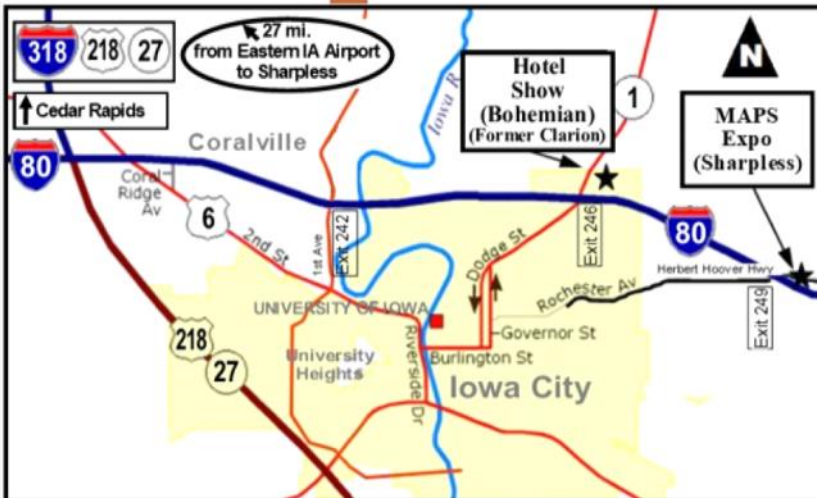 318 218 27
27 mi.
from Eastern IA Airport
to Sharpless
Cedar Rapids
Hotel
Show
(Bohemian)
(Former Clarion)
1
N
MAPS
Expo
(Sharpless)
Iowa R
Coralville
80
Coral
Ridge
Av
6
2nd St
1st Ave
Exit 242
Exit 246
80
Dodge St
Herbert Hoover Hwy
Rochester Av
Exit 249
UNIVERSITY OF IOWA
Governor St
218
27
University
Heights
Riverside Dr
Burlington St
Iowa City